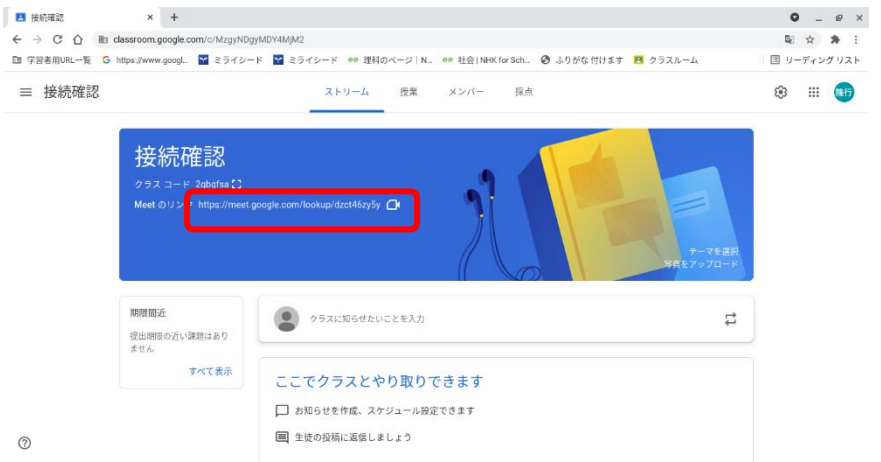 接続確認
classroom.google.com/c/MzgyNDgyMDY4MjM2
学習者用URL一覧 https://www.googl... ミライシード ミライシード 理科のページ | N... 社会 | NHK for Sch... ふりがな 付けます クラスルーム リーディング リスト
接続確認 ストリーム 授業 メンバー 採点 隆行
接続確認
クラス コード 2qbqfsa
Meet のリンク https://meet.google.com/lookup/dzct46zy5y
テーマを選択
写真をアップロード
期限間近
提出期限の近い課題はあり
ません
すべて表示
クラスに知らせたいことを入力
ここでクラスとやり取りできます
お知らせを作成、スケジュール設定できます
生徒の投稿に返信しましょう